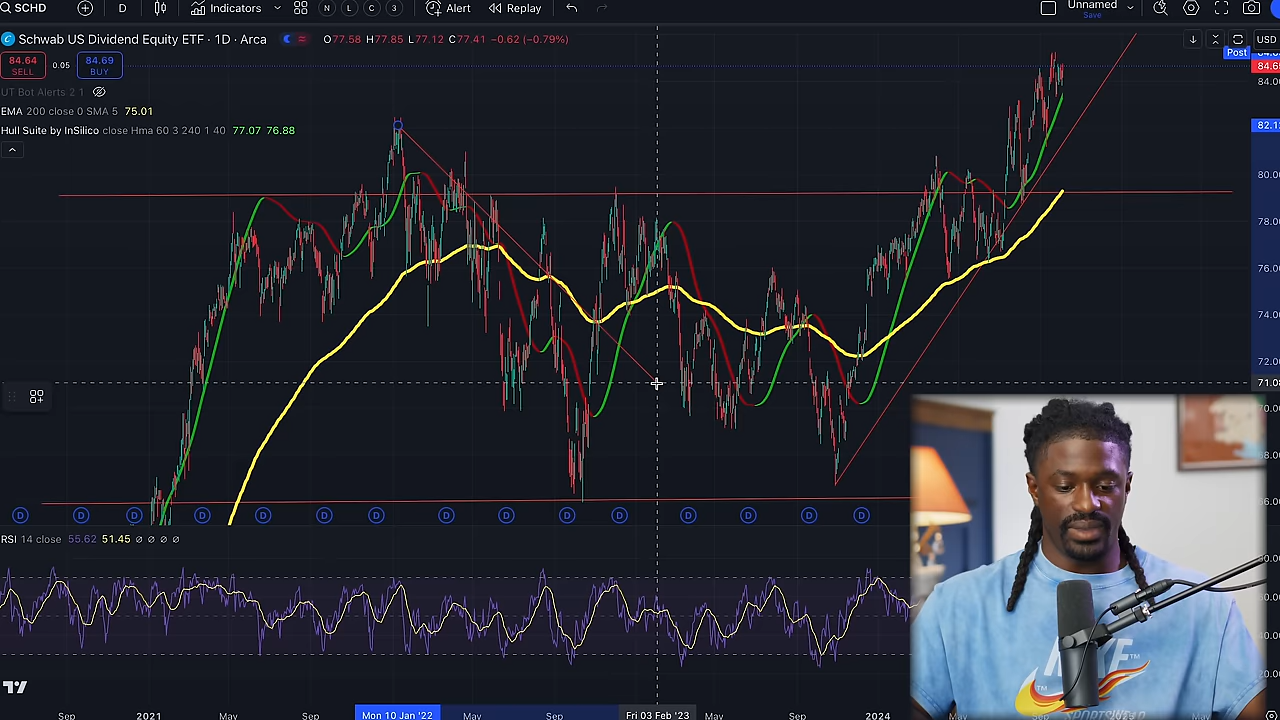 SCHD D Indicators N L C 3 Alert Replay Unnamed
Save
Schwab US Dividend Equity ETF · 1D · Arca O77.58 H77.85 L77.12 C77.41 −0.62 (−0.79%) USD
Post
84.64 0.05 84.69
SELL BUY
UT Bot Alerts 2 1
EMA 200 close 0 SMA 5 75.01
Hull Suite by InSilico close Hma 60 3 240 1 40 77.07 76.88
84.00
80.00
78.00
76.00
74.00
72.00
D D D D D D D D D D D D D D D
RSI 14 close 55.62 51.45 ∅ ∅ ∅ ∅
TM
SPORTSWEAR
Sep 2021 May Sep Mon 10 Jan '22 May Sep Fri 03 Feb '23 May Sep 2024